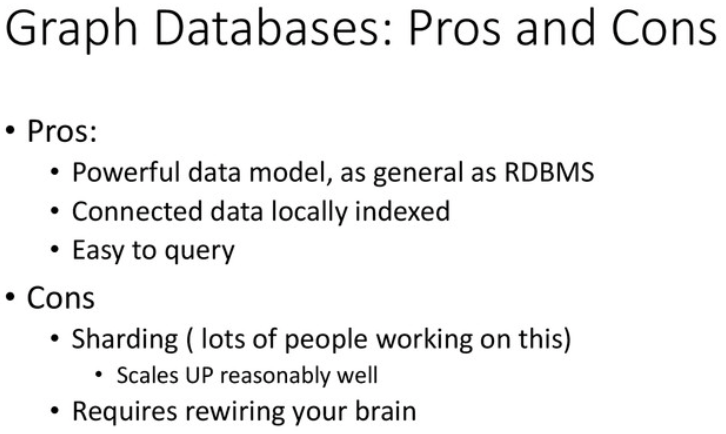 Graph Databases: Pros and Cons
• Pros:
• Powerful data model, as general as RDBMS
• Connected data locally indexed
• Easy to query
• Cons
• Sharding ( lots of people working on this)
• Scales UP reasonably well
• Requires rewiring your brain